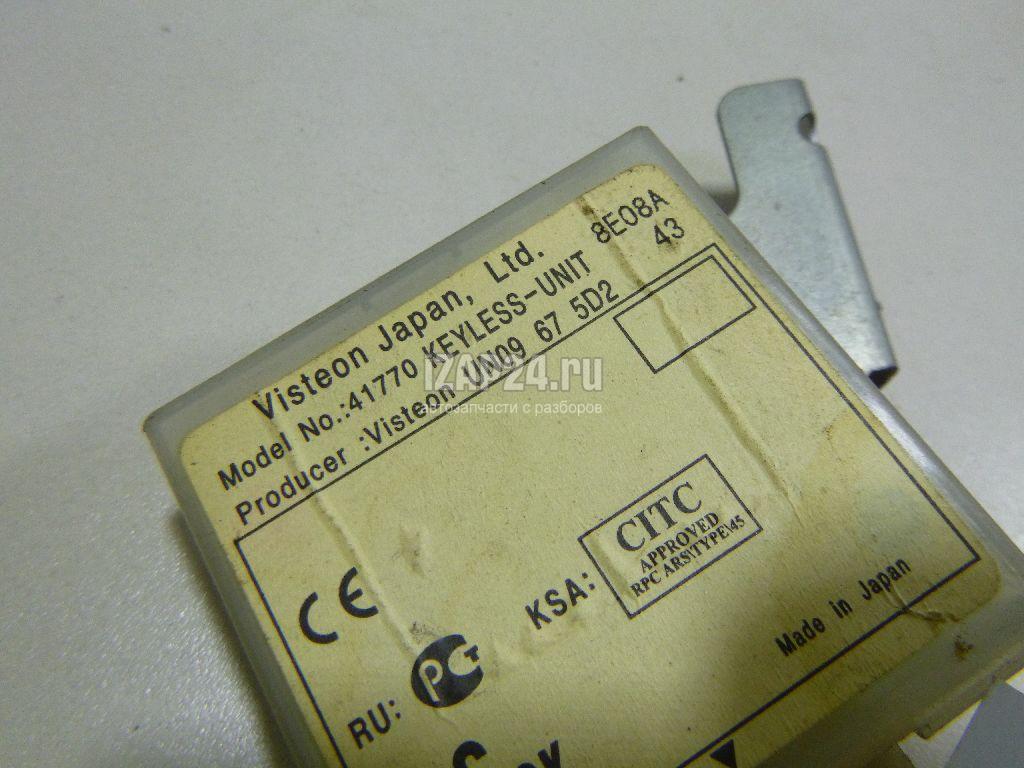 Visteon Japan, Ltd.
8E08A
Model No.:41770 KEYLESS-UNIT
43
Producer :Visteon UN09 67 5D2
IZAP24.ru
автозапчасти с разборов
CE
KSA:
CITC
APPROVED
RPC ARS\TYPE\45
RU: РСТ
Made in Japan